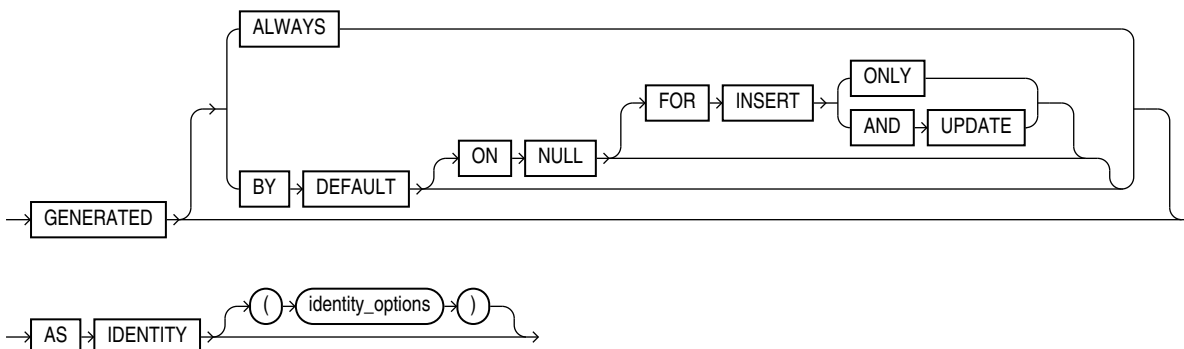 ALWAYS
FOR INSERT ONLY
AND UPDATE
ON NULL
BY DEFAULT
GENERATED
AS IDENTITY ( identity_options )